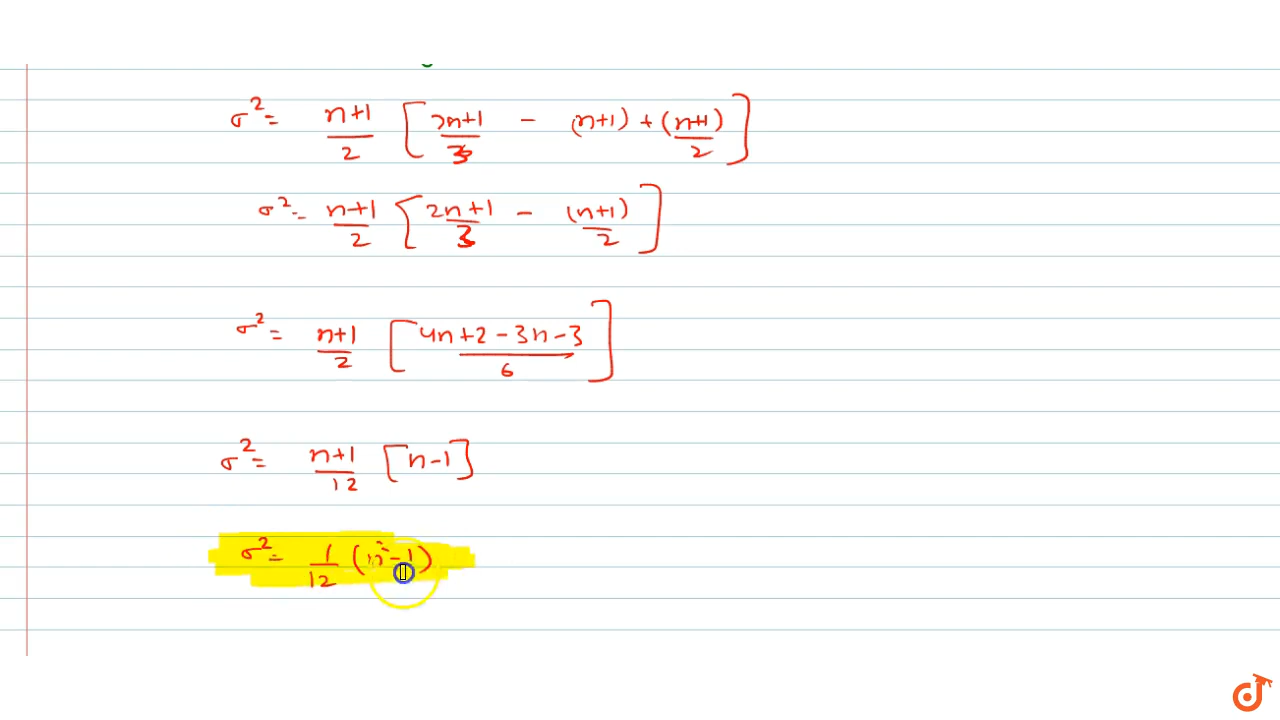 σ² = n+1/2 [2n+1/3 - (n+1) + (n+1)/2]
σ² = n+1/2 [2n+1/3 - (n+1)/2]
σ² = n+1/2 [4n+2-3n-3/6]
σ² = n+1/12 [n-1]
σ² = 1/12 (n²-1)